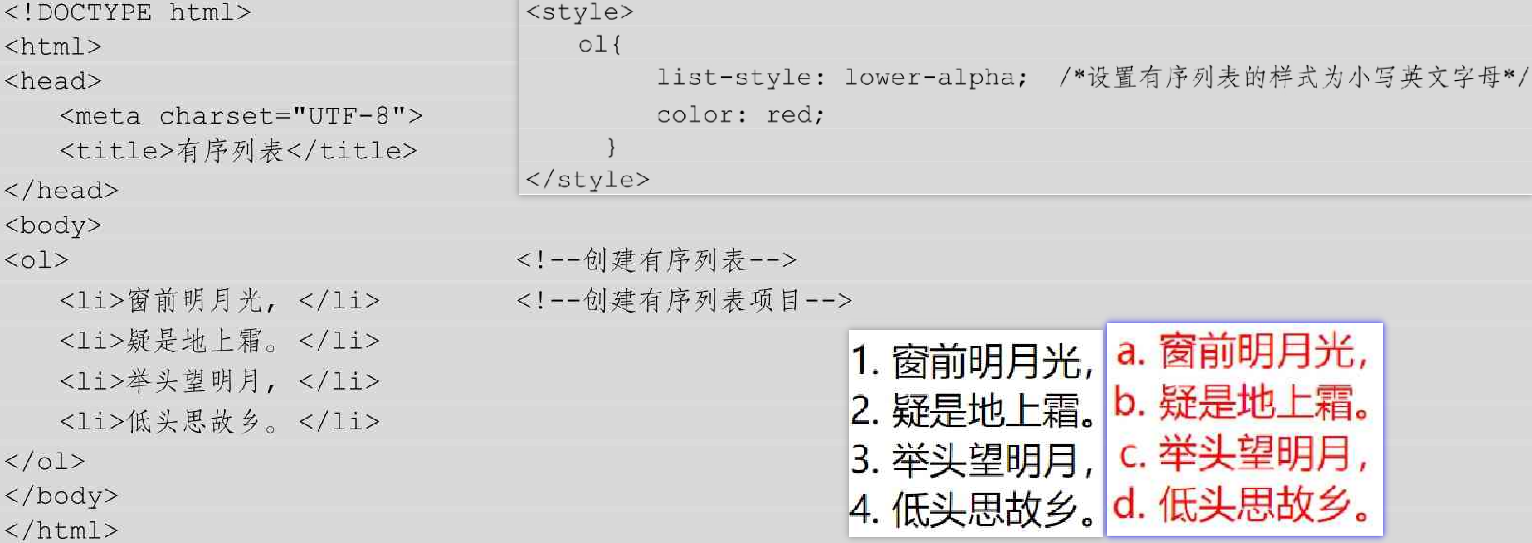 <!DOCTYPE html>
<html>
<head>
<meta charset="UTF-8">
<title>有序列表</title>
</head>
<body>
<ol> <!--创建有序列表-->
<li>窗前明月光, </li> <!--创建有序列表项目-->
<li>疑是地上霜。</li>
<li>举头望明月, </li>
<li>低头思故乡。</li>
</ol>
</body>
</html>
<style>
ol{
list-style: lower-alpha; /*设置有序列表的样式为小写英文字母*/
color: red;
}
</style>
1. 窗前明月光,
2. 疑是地上霜。
3. 举头望明月,
4. 低头思故乡。
a. 窗前明月光,
b. 疑是地上霜。
c. 举头望明月,
d. 低头思故乡。